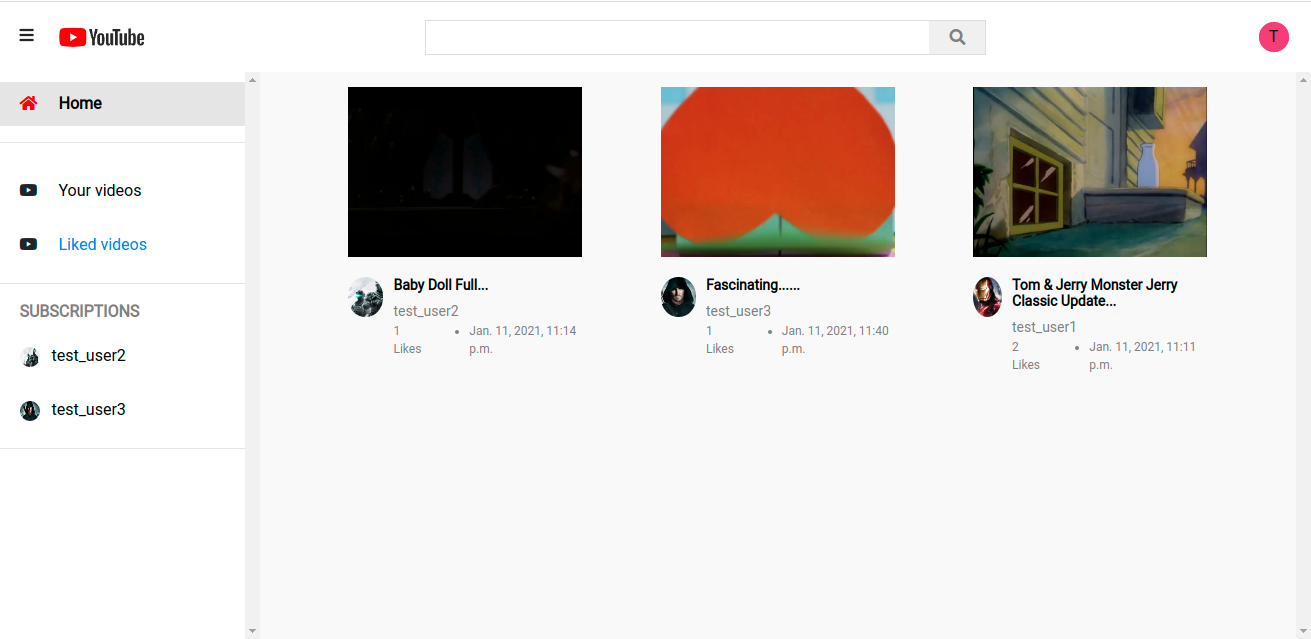 YouTube
T
Home
Your videos
Liked videos
SUBSCRIPTIONS
test_user2
test_user3
Baby Doll Full...
test_user2
1 • Jan. 11, 2021, 11:14
Likes p.m.
Fascinating......
test_user3
1 • Jan. 11, 2021, 11:40
Likes p.m.
Tom & Jerry Monster Jerry
Classic Update...
test_user1
2 • Jan. 11, 2021, 11:11
Likes p.m.